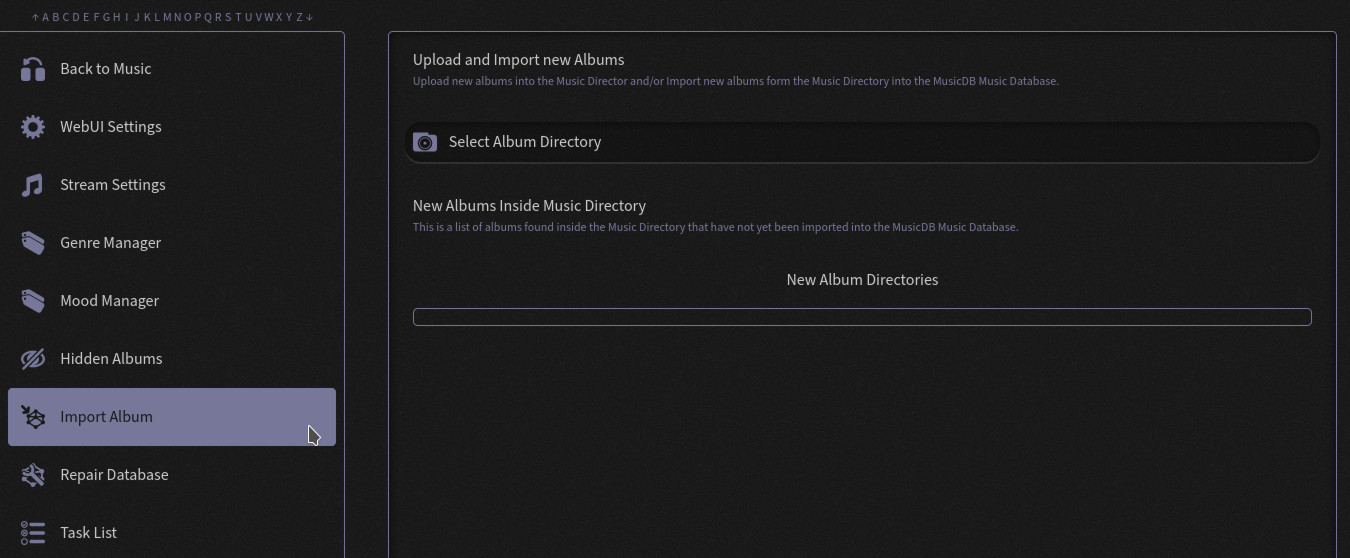 ↑ A B C D E F G H I J K L M N O P Q R S T U V W X Y Z ↓
Back to Music
WebUI Settings
Stream Settings
Genre Manager
Mood Manager
Hidden Albums
Import Album
Repair Database
Task List
Upload and Import new Albums
Upload new albums into the Music Director and/or Import new albums form the Music Directory into the MusicDB Music Database.
Select Album Directory
New Albums Inside Music Directory
This is a list of albums found inside the Music Directory that have not yet been imported into the MusicDB Music Database.
New Album Directories